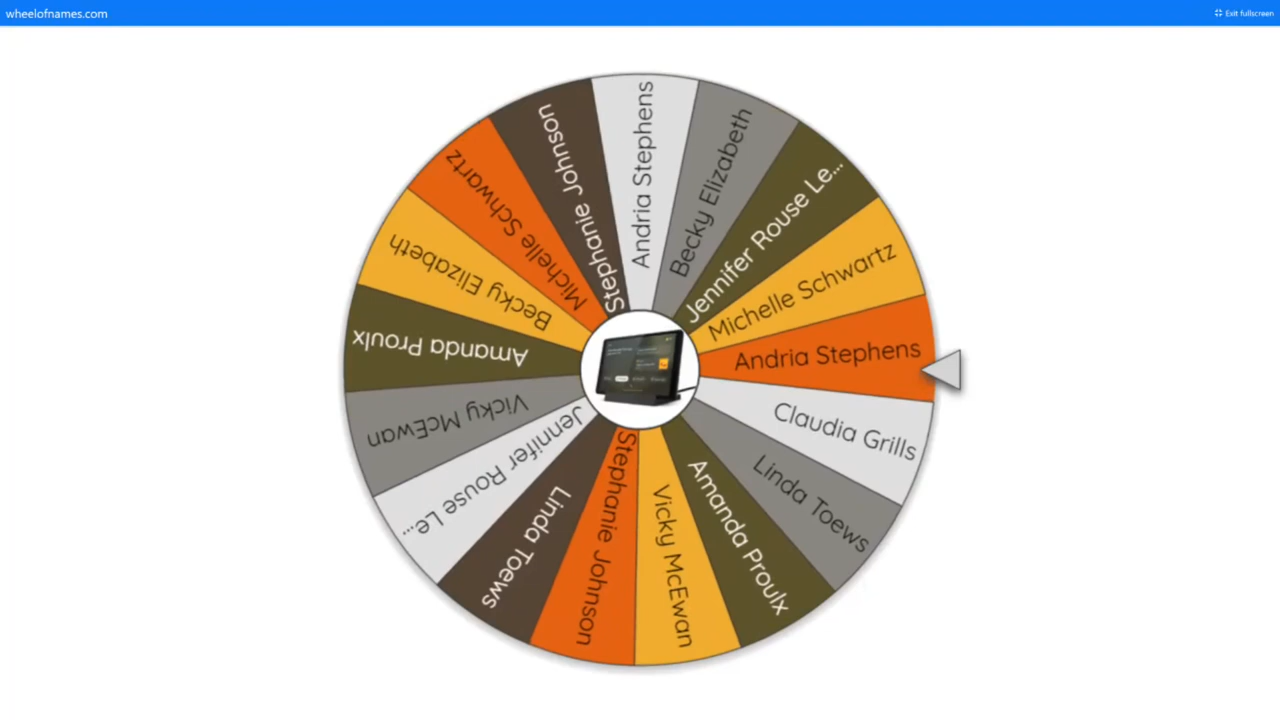 wheelofnames.com
Exit fullscreen
Andria Stephens
Becky Elizabeth
Jennifer Rouse Le...
Michelle Schwartz
Andria Stephens
Claudia Grills
Linda Toews
Amanda Proulx
Vicky McEwan
Stephanie Johnson
Linda Toews
Jennifer Rouse Le...
Vicky McEwan
Amanda Proulx
Becky Elizabeth
Michelle Schwartz
Stephanie Johnson